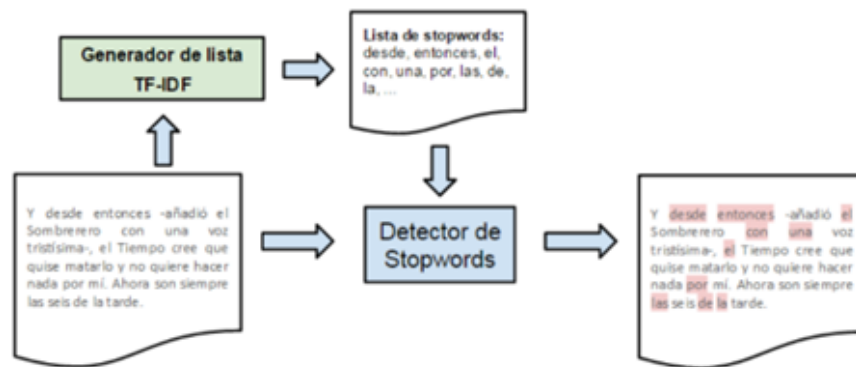 Generador de lista
TF-IDF
Lista de stopwords:
desde, entonces, el,
con, una, por, las, de,
la, ...
Y desde entonces -añadió el
Sombrerero con una voz
tristísima-, el Tiempo cree que
quise matarlo y no quiere hacer
nada por mí. Ahora son siempre
las seis de la tarde.
Detector de
Stopwords
Y desde entonces -añadió el
Sombrerero con una voz
tristísima-, el Tiempo cree que
quise matarlo y no quiere hacer
nada por mí. Ahora son siempre
las seis de la tarde.